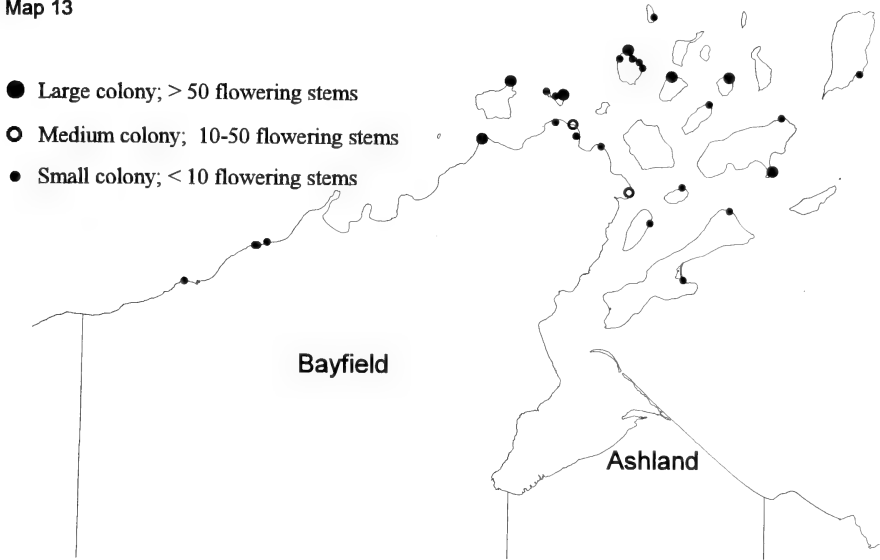 Map 13
Large colony; > 50 flowering stems
Medium colony; 10-50 flowering stems
Small colony; < 10 flowering stems
Bayfield
Ashland